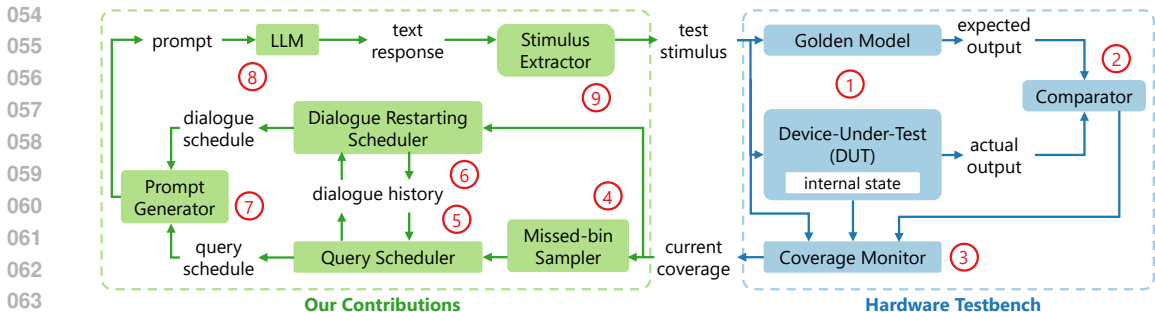 054
055
056
057
058
059
060
061
062
063
prompt
LLM
text
response
Stimulus
Extractor
test
stimulus
Golden Model
expected
output
8
9
1
2
Comparator
dialogue
schedule
Dialogue Restarting
Scheduler
Device-Under-Test
(DUT)
internal state
actual
output
Prompt
Generator
7
dialogue history
6
5
4
query
schedule
Query Scheduler
Missed-bin
Sampler
current
coverage
Coverage Monitor
3
Our Contributions
Hardware Testbench